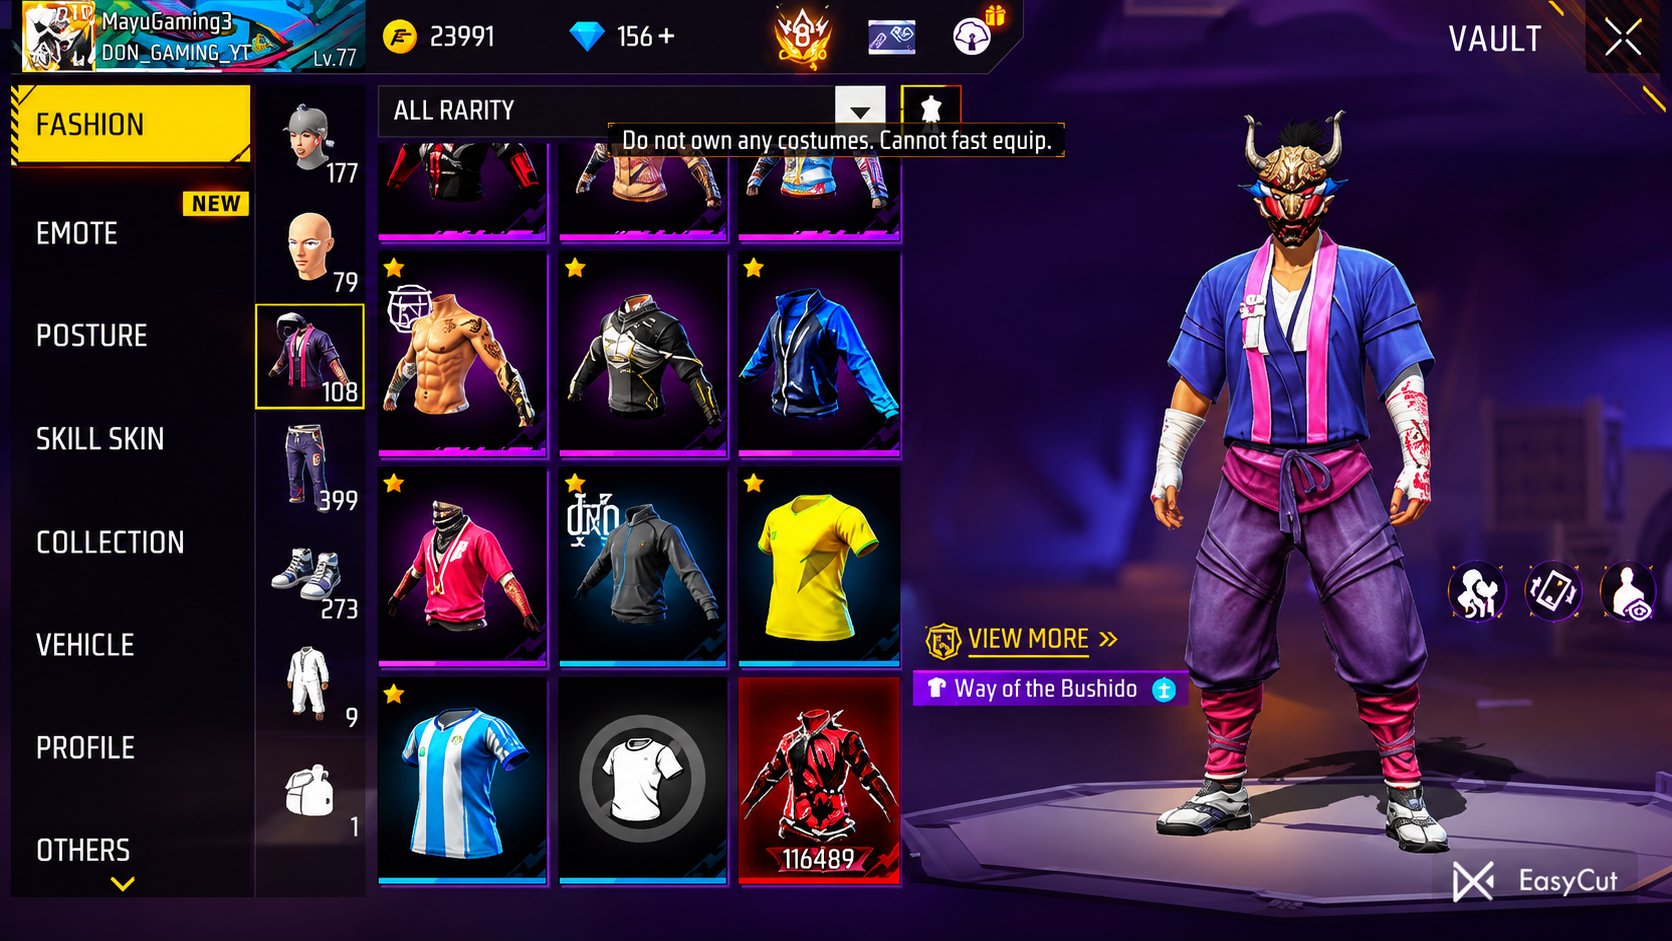 MayuGaming3
DON_GAMING_YT
Lv.77
23991
156+
8
VAULT
FASHION
NEW
EMOTE
POSTURE
SKILL SKIN
COLLECTION
VEHICLE
PROFILE
OTHERS
177
79
108
399
273
9
1
ALL RARITY
Do not own any costumes. Cannot fast equip.
116489
VIEW MORE >>
Way of the Bushido
EasyCut